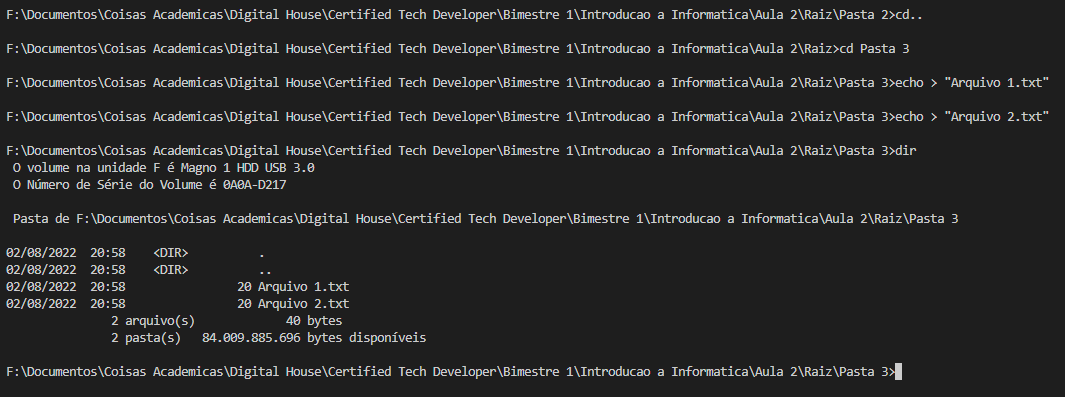 F:\Documentos\Coisas Academicas\Digital House\Certified Tech Developer\Bimestre 1\Introducao a Informatica\Aula 2\Raiz\Pasta 2>cd..
F:\Documentos\Coisas Academicas\Digital House\Certified Tech Developer\Bimestre 1\Introducao a Informatica\Aula 2\Raiz>cd Pasta 3
F:\Documentos\Coisas Academicas\Digital House\Certified Tech Developer\Bimestre 1\Introducao a Informatica\Aula 2\Raiz\Pasta 3>echo > "Arquivo 1.txt"
F:\Documentos\Coisas Academicas\Digital House\Certified Tech Developer\Bimestre 1\Introducao a Informatica\Aula 2\Raiz\Pasta 3>echo > "Arquivo 2.txt"
F:\Documentos\Coisas Academicas\Digital House\Certified Tech Developer\Bimestre 1\Introducao a Informatica\Aula 2\Raiz\Pasta 3>dir
 O volume na unidade F é Magno 1 HDD USB 3.0
 O Número de Série do Volume é 0A0A-D217
 Pasta de F:\Documentos\Coisas Academicas\Digital House\Certified Tech Developer\Bimestre 1\Introducao a Informatica\Aula 2\Raiz\Pasta 3
02/08/2022  20:58    <DIR>          .
02/08/2022  20:58    <DIR>          ..
02/08/2022  20:58                20 Arquivo 1.txt
02/08/2022  20:58                20 Arquivo 2.txt
               2 arquivo(s)             40 bytes
               2 pasta(s)   84.009.885.696 bytes disponíveis
F:\Documentos\Coisas Academicas\Digital House\Certified Tech Developer\Bimestre 1\Introducao a Informatica\Aula 2\Raiz\Pasta 3>